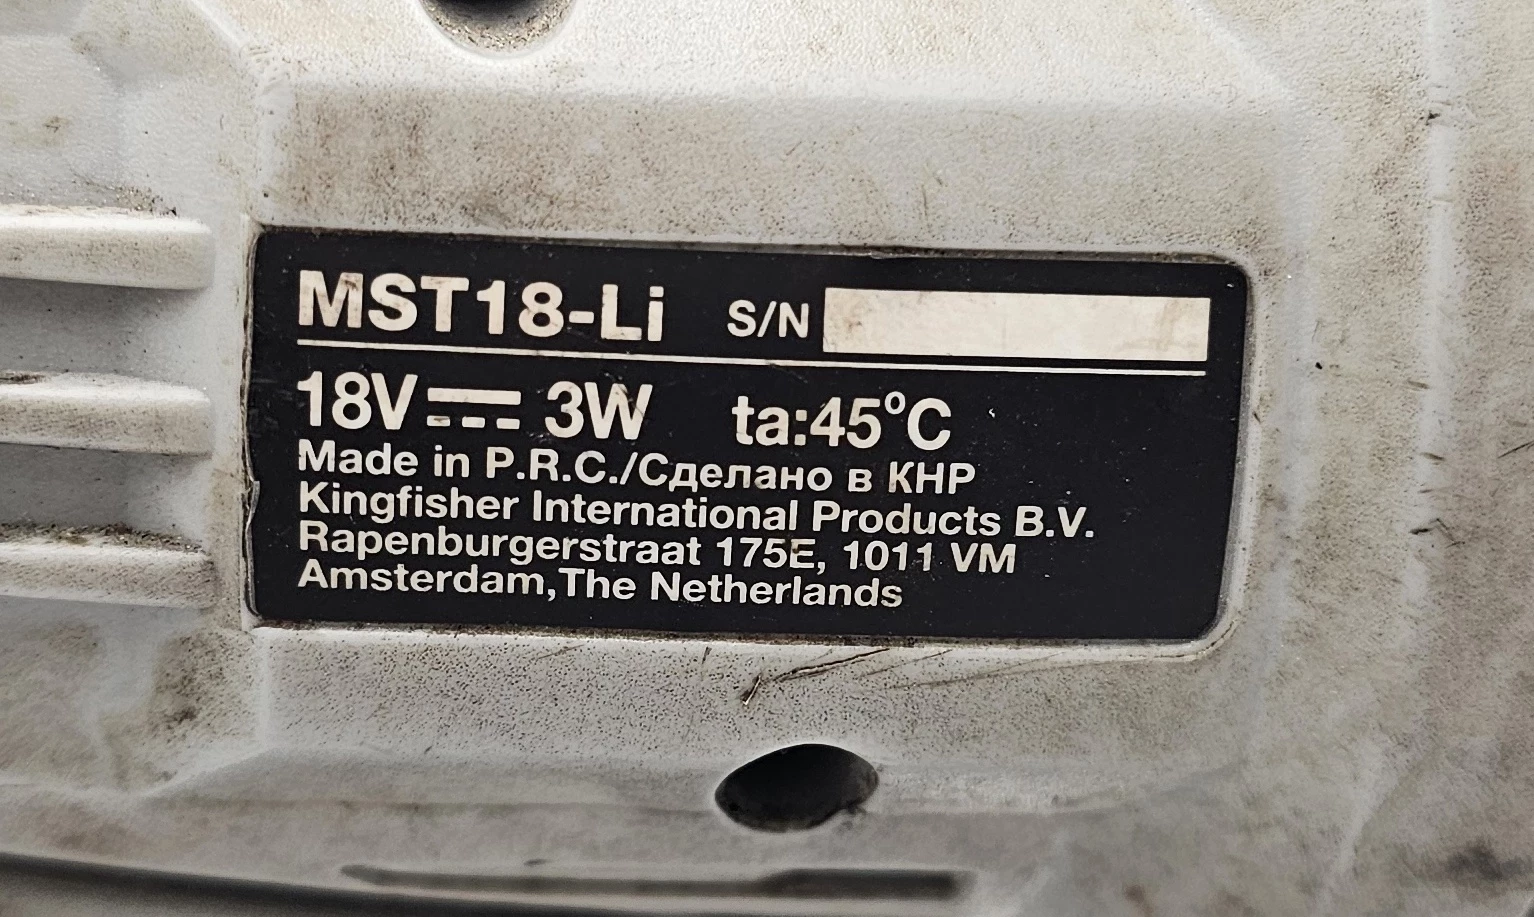 MST18-Li S/N
18V 3W ta:45°C
Made in P.R.C./Сделано в КНР
Kingfisher International Products B.V.
Rapenburgerstraat 175E, 1011 VM
Amsterdam,The Netherlands